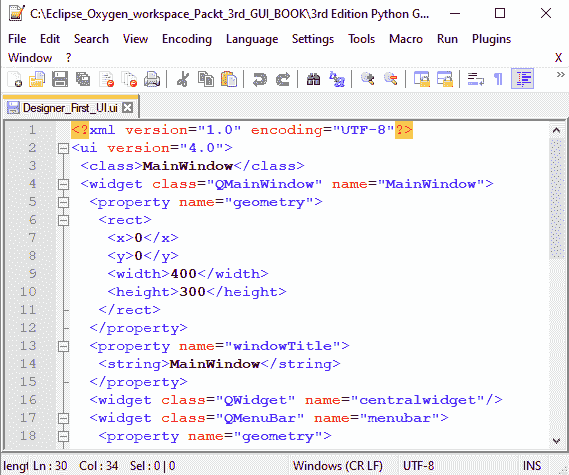 C:\Eclipse_Oxygen_workspace_Packt_3rd_GUI_BOOK\3rd Edition Python G...
File Edit Search View Encoding Language Settings Tools Macro Run Plugins
Window ? X
Designer_First_UI.ui
1 <?xml version="1.0" encoding="UTF-8"?>
2 <ui version="4.0">
3 <class>MainWindow</class>
4 <widget class="QMainWindow" name="MainWindow">
5 <property name="geometry">
6 <rect>
7 <x>0</x>
8 <y>0</y>
9 <width>400</width>
10 <height>300</height>
11 </rect>
12 </property>
13 <property name="windowTitle">
14 <string>MainWindow</string>
15 </property>
16 <widget class="QWidget" name="centralwidget"/>
17 <widget class="QMenuBar" name="menubar">
18 <property name="geometry">
lengt Ln : 30 Col : 34 Sel : 0 | 0 Windows (CR LF) UTF-8 INS